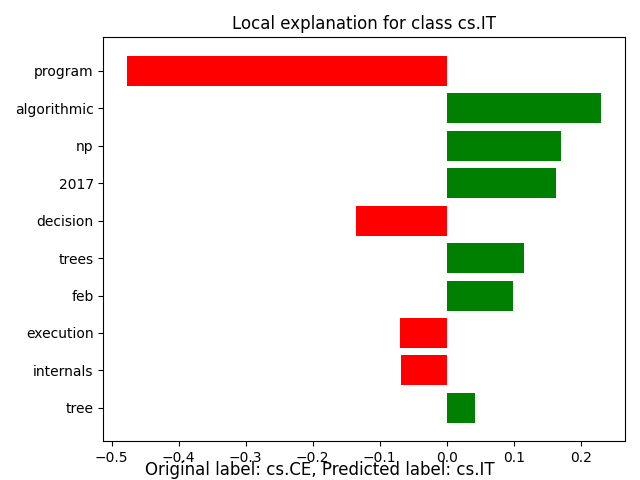 Local explanation for class cs.IT
program
algorithmic
np
2017
decision
trees
feb
execution
internals
tree
−0.5 −0.4 −0.3 −0.2 −0.1 0.0 0.1 0.2
Original label: cs.CE, Predicted label: cs.IT